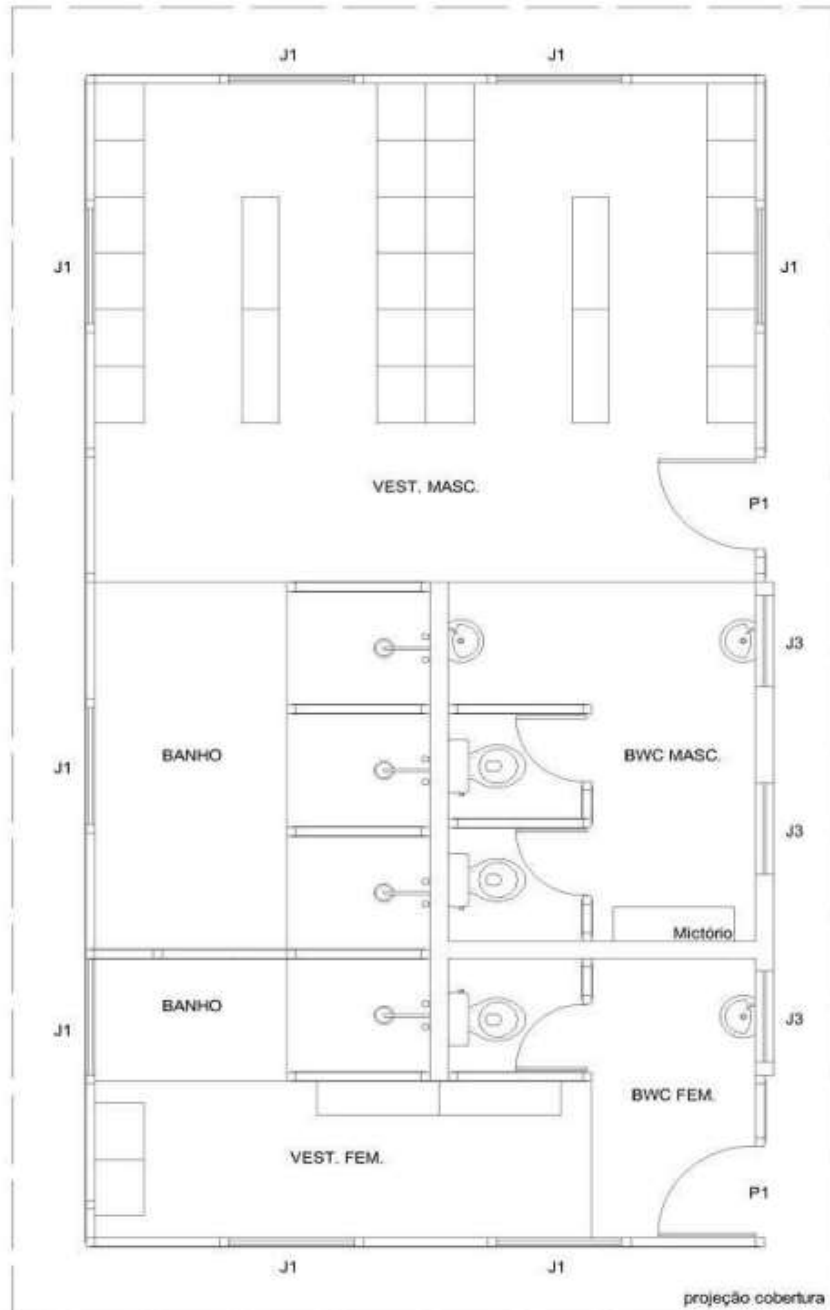 J1 J1
J1 J1
VEST. MASC.
P1
J3
J1 BANHO BWC MASC.
J3
Mictório
BANHO
J1 J3
BWC FEM.
VEST. FEM.
P1
J1 J1
projeção cobertura